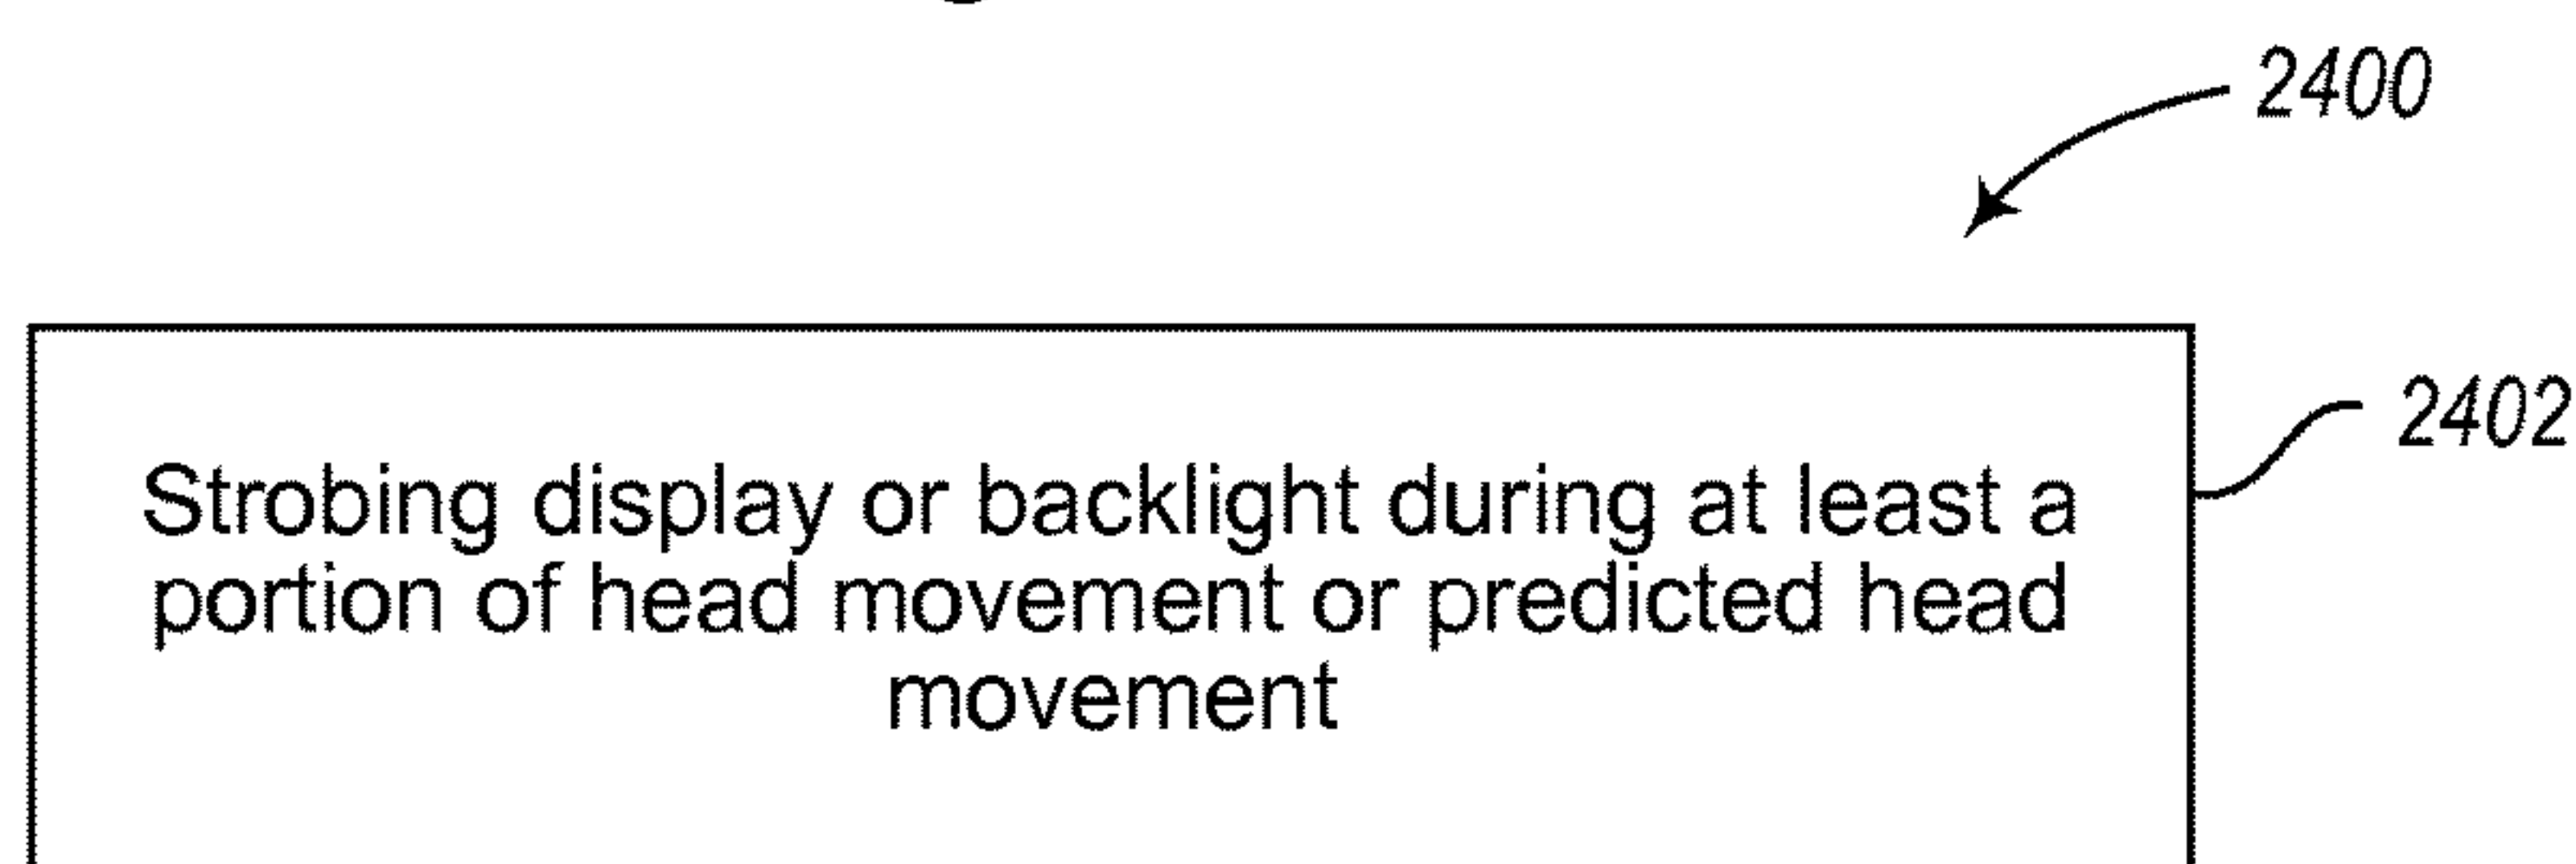 2400
2402
Strobing display or backlight during at least a
portion of head movement or predicted head
movement